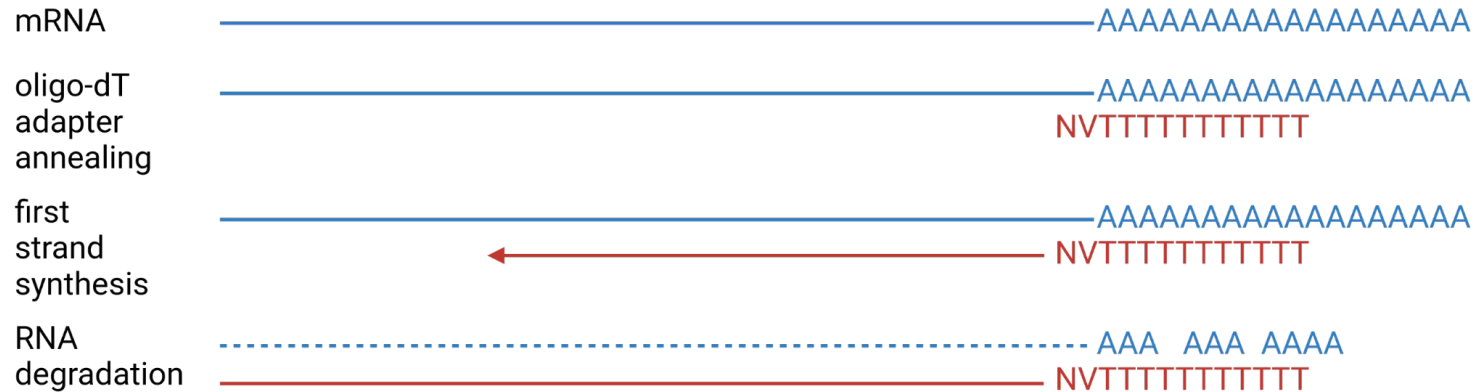 mRNA
AAAAAAAAAAAAAAAAAA
oligo-dT
adapter
annealing
AAAAAAAAAAAAAAAAAA
NVTTTTTTTTTTT
first
strand
synthesis
AAAAAAAAAAAAAAAAAA
NVTTTTTTTTTTT
RNA
degradation
AAA AAA AAAA
NVTTTTTTTTTTT